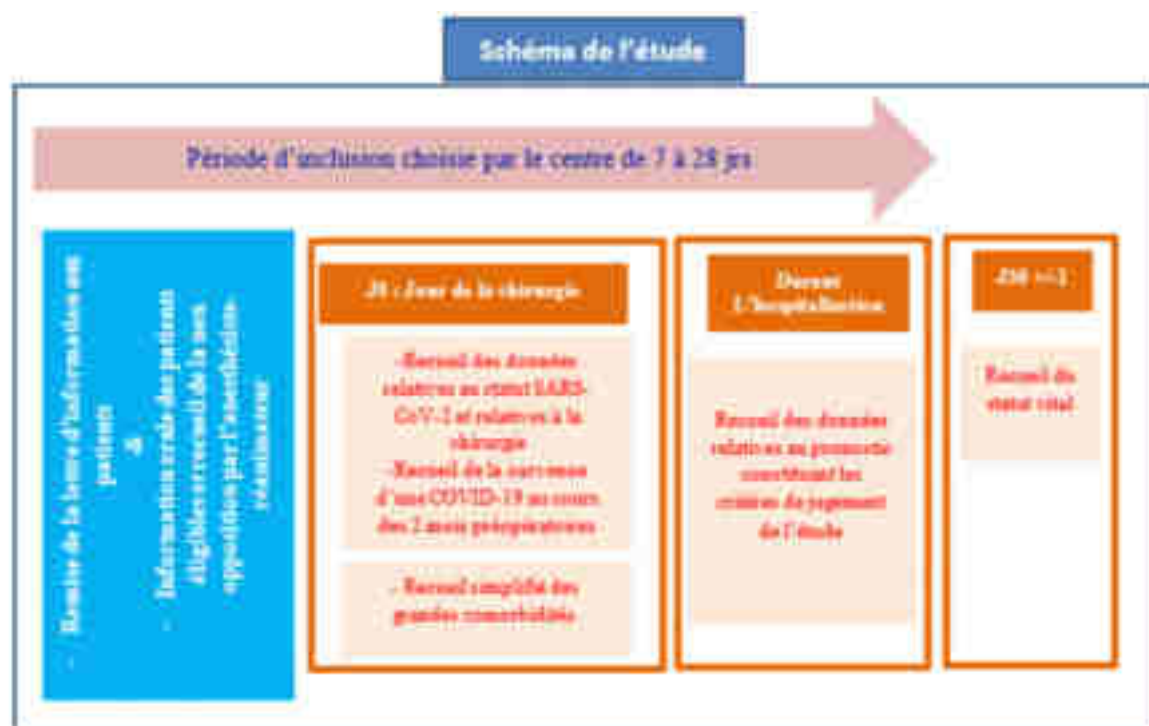 Schéma de l'étude
Période d'inclusion choisie par le centre de 7 à 28 jrs
- Remise de la lettre d'information aux
patients
&
- Information orale des patients
éligibles et recueil de la non
opposition par l'anesthésiste-
réanimateur
J0 : Jour de la chirurgie
-Recueil des données
relatives au statut SARS-
CoV-2 et relatives à la
chirurgie
-Recueil de la survenue
d'une COVID-19 au cours
des 2 mois préopératoires
- Recueil simplifié des
grandes comorbidités
Durant
L'hospitalisation
Recueil des données
relatives au pronostic
constituant les
critères de jugement
de l'étude
Recueil du
statut vital